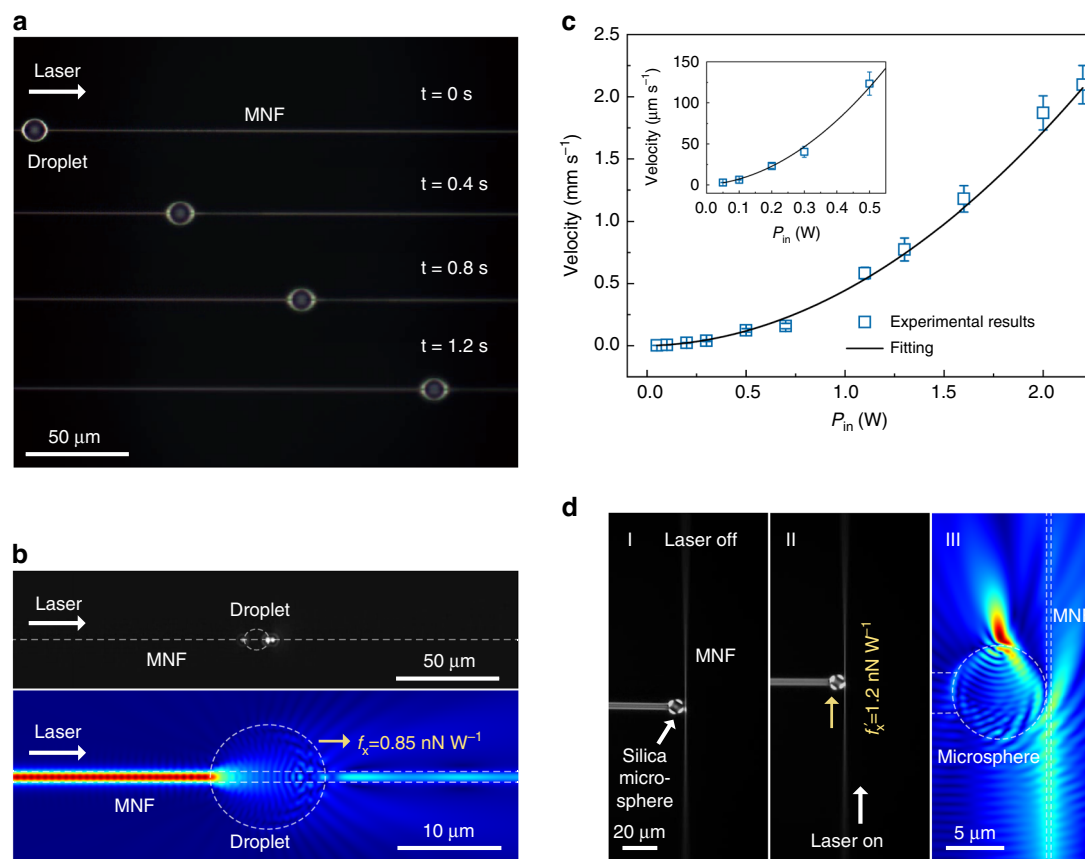 a
Laser
t = 0 s
MNF
Droplet
t = 0.4 s
t = 0.8 s
t = 1.2 s
50 μm
b
Laser
Droplet
MNF
50 μm
Laser
f_x=0.85 nN W⁻¹
MNF
Droplet
10 μm
c
2.5
2.0
1.5
1.0
0.5
0.0
Velocity (mm s⁻¹)
0.0 0.5 1.0 1.5 2.0
P_in (W)
150
100
50
0
Velocity (μm s⁻¹)
0.0 0.1 0.2 0.3 0.4 0.5
P_in (W)
Experimental results
Fitting
d
I
Laser off
MNF
Silica
micro-
sphere
20 μm
II
f′_x=1.2 nN W⁻¹
Laser on
III
MNF
Microsphere
5 μm